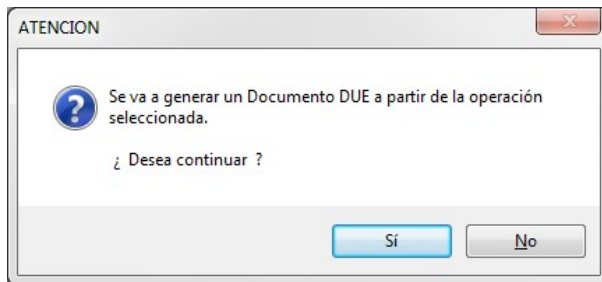 ATENCION
Se va a generar un Documento DUE a partir de la operación
seleccionada.
¿ Desea continuar ?
Sí
No